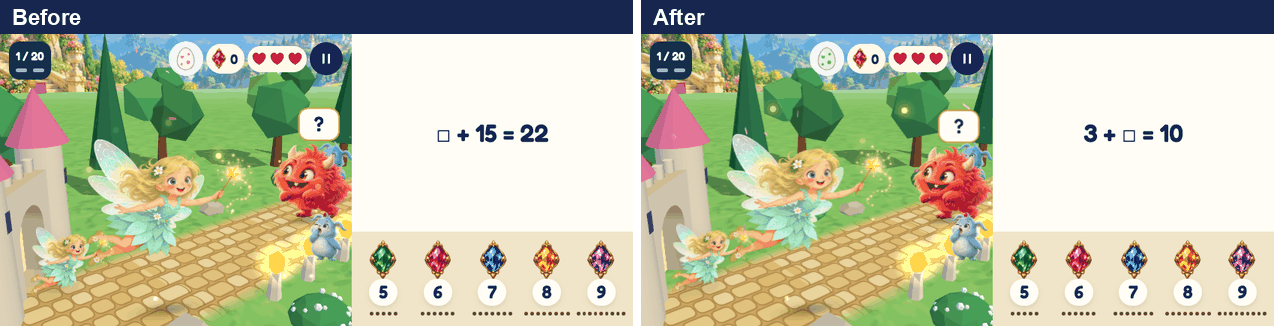 Before
1 / 20
0
?
□ + 15 = 22
5 6 7 8 9
After
1 / 20
0
?
3 + □ = 10
5 6 7 8 9